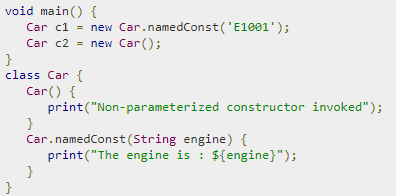 void main() {
   Car c1 = new Car.namedConst('E1001');
   Car c2 = new Car();
}
class Car {
   Car() {
      print("Non-parameterized constructor invoked");
   }
   Car.namedConst(String engine) {
      print("The engine is : ${engine}");
   }
}